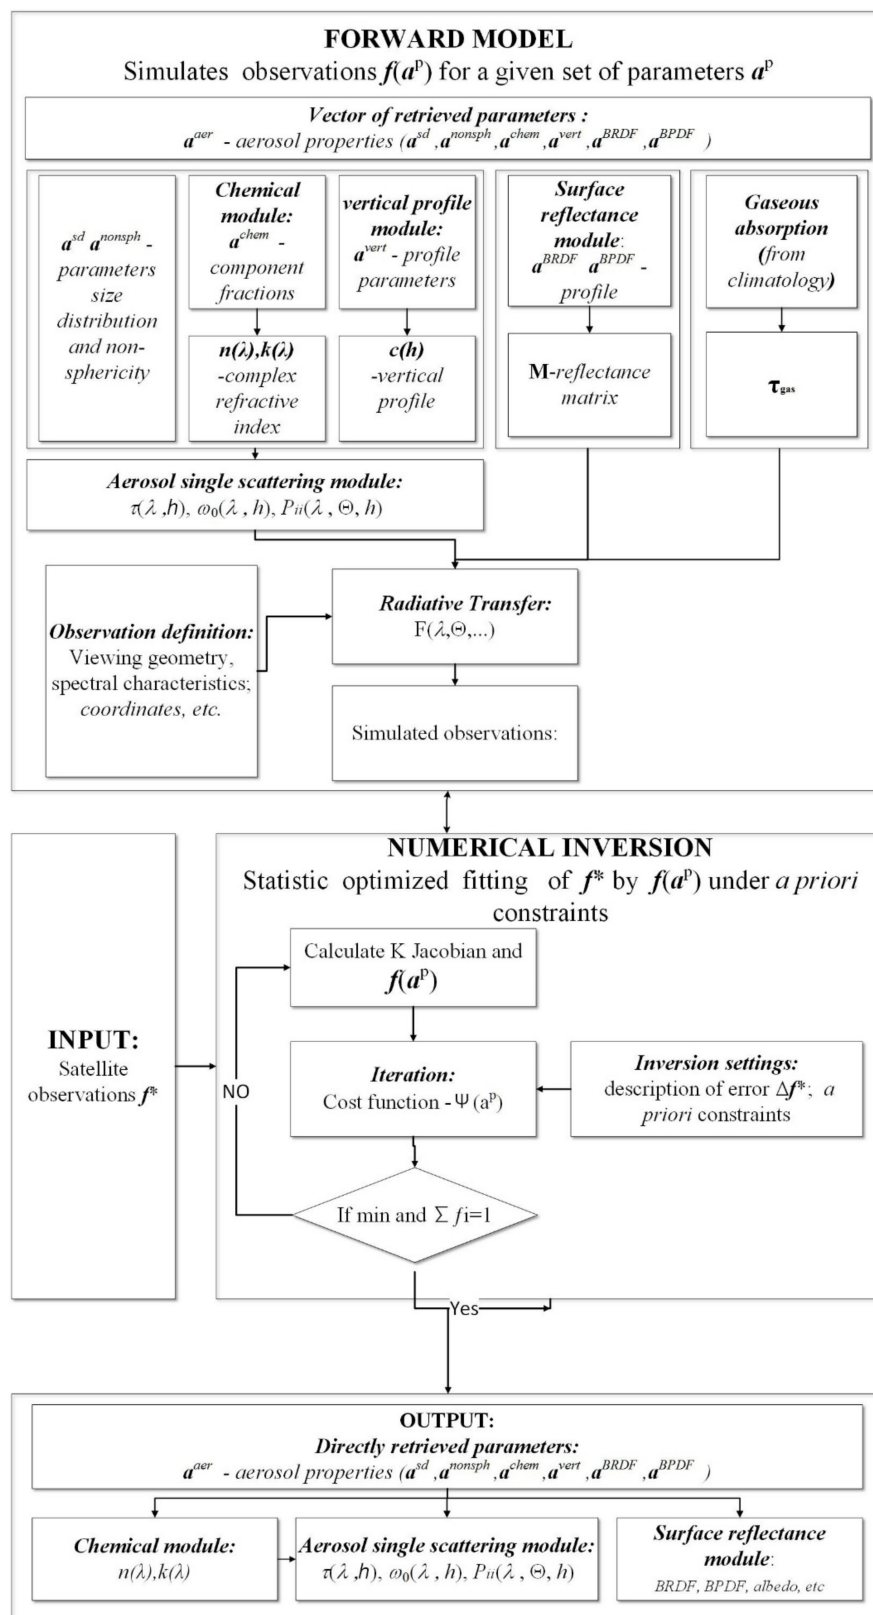 FORWARD MODEL
Simulates observations f(aᵖ) for a given set of parameters aᵖ
Vector of retrieved parameters :
a^aer - aerosol properties (a^sd ,a^nonsph ,a^chem ,a^vert ,a^BRDF ,a^BPDF )
a^sd a^nonsph -
parameters
size
distribution
and non-
sphericity
Chemical
module:
a^chem -
component
fractions
n(λ),k(λ)
-complex
refractive
index
vertical profile
module:
a^vert - profile
parameters
c(h)
-vertical
profile
Surface
reflectance
module:
a^BRDF a^BPDF -
profile
M-reflectance
matrix
Gaseous
absorption
(from
climatology)
τgas
Aerosol single scattering module:
τ(λ ,h), ω0(λ , h), Pii(λ , Θ, h)
Observation definition:
Viewing geometry,
spectral characteristics;
coordinates, etc.
Radiative Transfer:
F(λ,Θ,...)
Simulated observations:
INPUT:
Satellite
observations f*
NUMERICAL INVERSION
Statistic optimized fitting of f* by f(aᵖ) under a priori
constraints
Calculate K Jacobian and
f(aᵖ)
Iteration:
Cost function -Ψ(aᵖ)
Inversion settings:
description of error Δf*; a
priori constraints
NO
If min and Σ fi=1
Yes
OUTPUT:
Directly retrieved parameters:
a^aer - aerosol properties (a^sd ,a^nonsph ,a^chem ,a^vert ,a^BRDF ,a^BPDF )
Chemical module:
n(λ),k(λ)
Aerosol single scattering module:
τ(λ ,h), ω0(λ , h), Pii(λ , Θ, h)
Surface reflectance
module:
BRDF, BPDF, albedo, etc